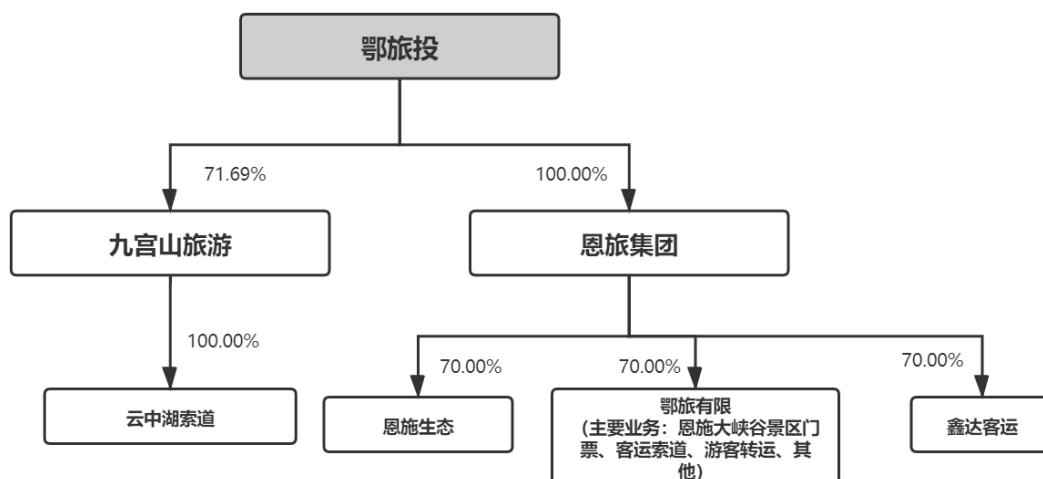 鄂旅投
71.69%
100.00%
九宫山旅游
恩旅集团
100.00%
70.00%
70.00%
70.00%
云中湖索道
恩施生态
鄂旅有限
（主要业务：恩施大峡谷景区门
票、客运索道、游客转运、其
他）
鑫达客运